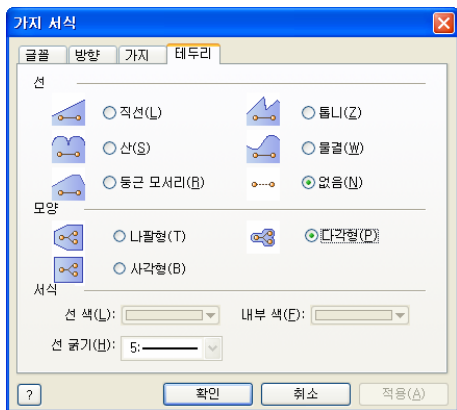 가지 서식
글꼴 방향 가지 테두리
선
직선(L) 톱니(Z)
산(S) 물결(W)
둥근 모서리(R) 없음(N)
모양
나팔형(T) 다각형(P)
사각형(B)
서식
선 색(L): 내부 색(F):
선 굵기(H): 5:
? 확인 취소 적용(A)